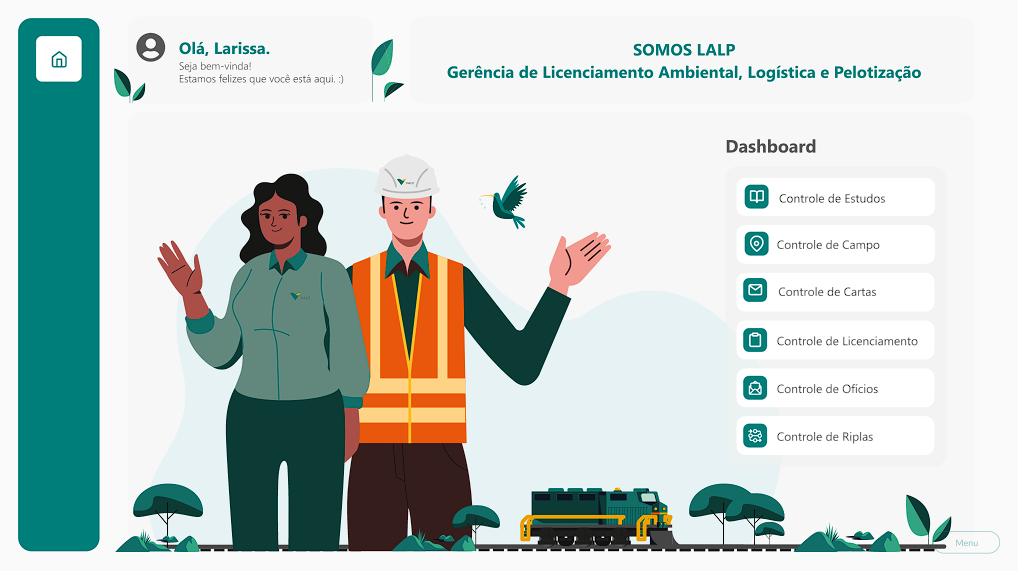 Olá, Larissa.
Seja bem-vinda!
Estamos felizes que você está aqui. :)
SOMOS LALP
Gerência de Licenciamento Ambiental, Logística e Pelotização
Dashboard
Controle de Estudos
Controle de Campo
Controle de Cartas
Controle de Licenciamento
Controle de Ofícios
Controle de Riplas
Menu